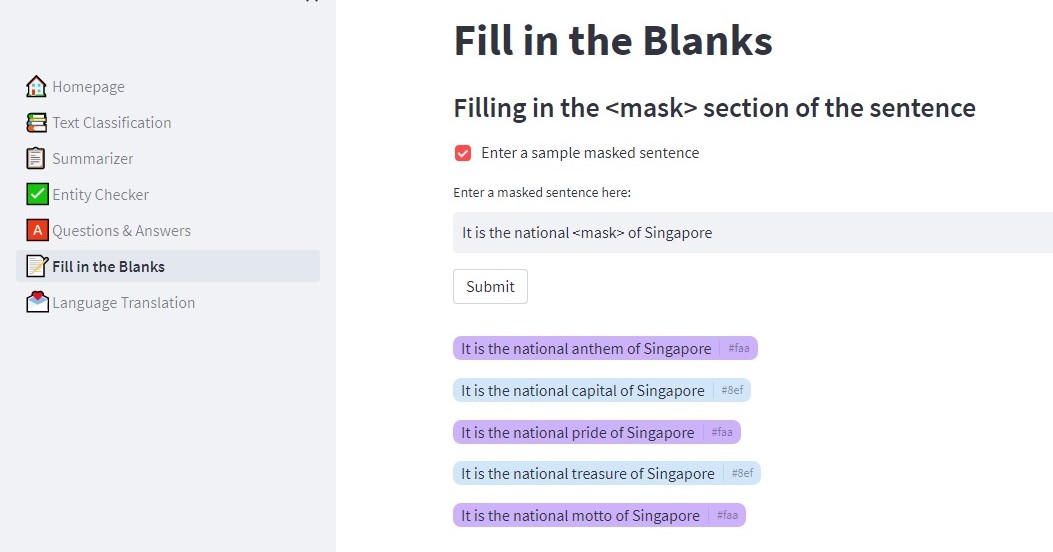 Homepage
Text Classification
Summarizer
Entity Checker
A Questions & Answers
Fill in the Blanks
Language Translation
Fill in the Blanks
Filling in the <mask> section of the sentence
Enter a sample masked sentence
Enter a masked sentence here:
It is the national <mask> of Singapore
Submit
It is the national anthem of Singapore #faa
It is the national capital of Singapore #8ef
It is the national pride of Singapore #faa
It is the national treasure of Singapore #8ef
It is the national motto of Singapore #faa